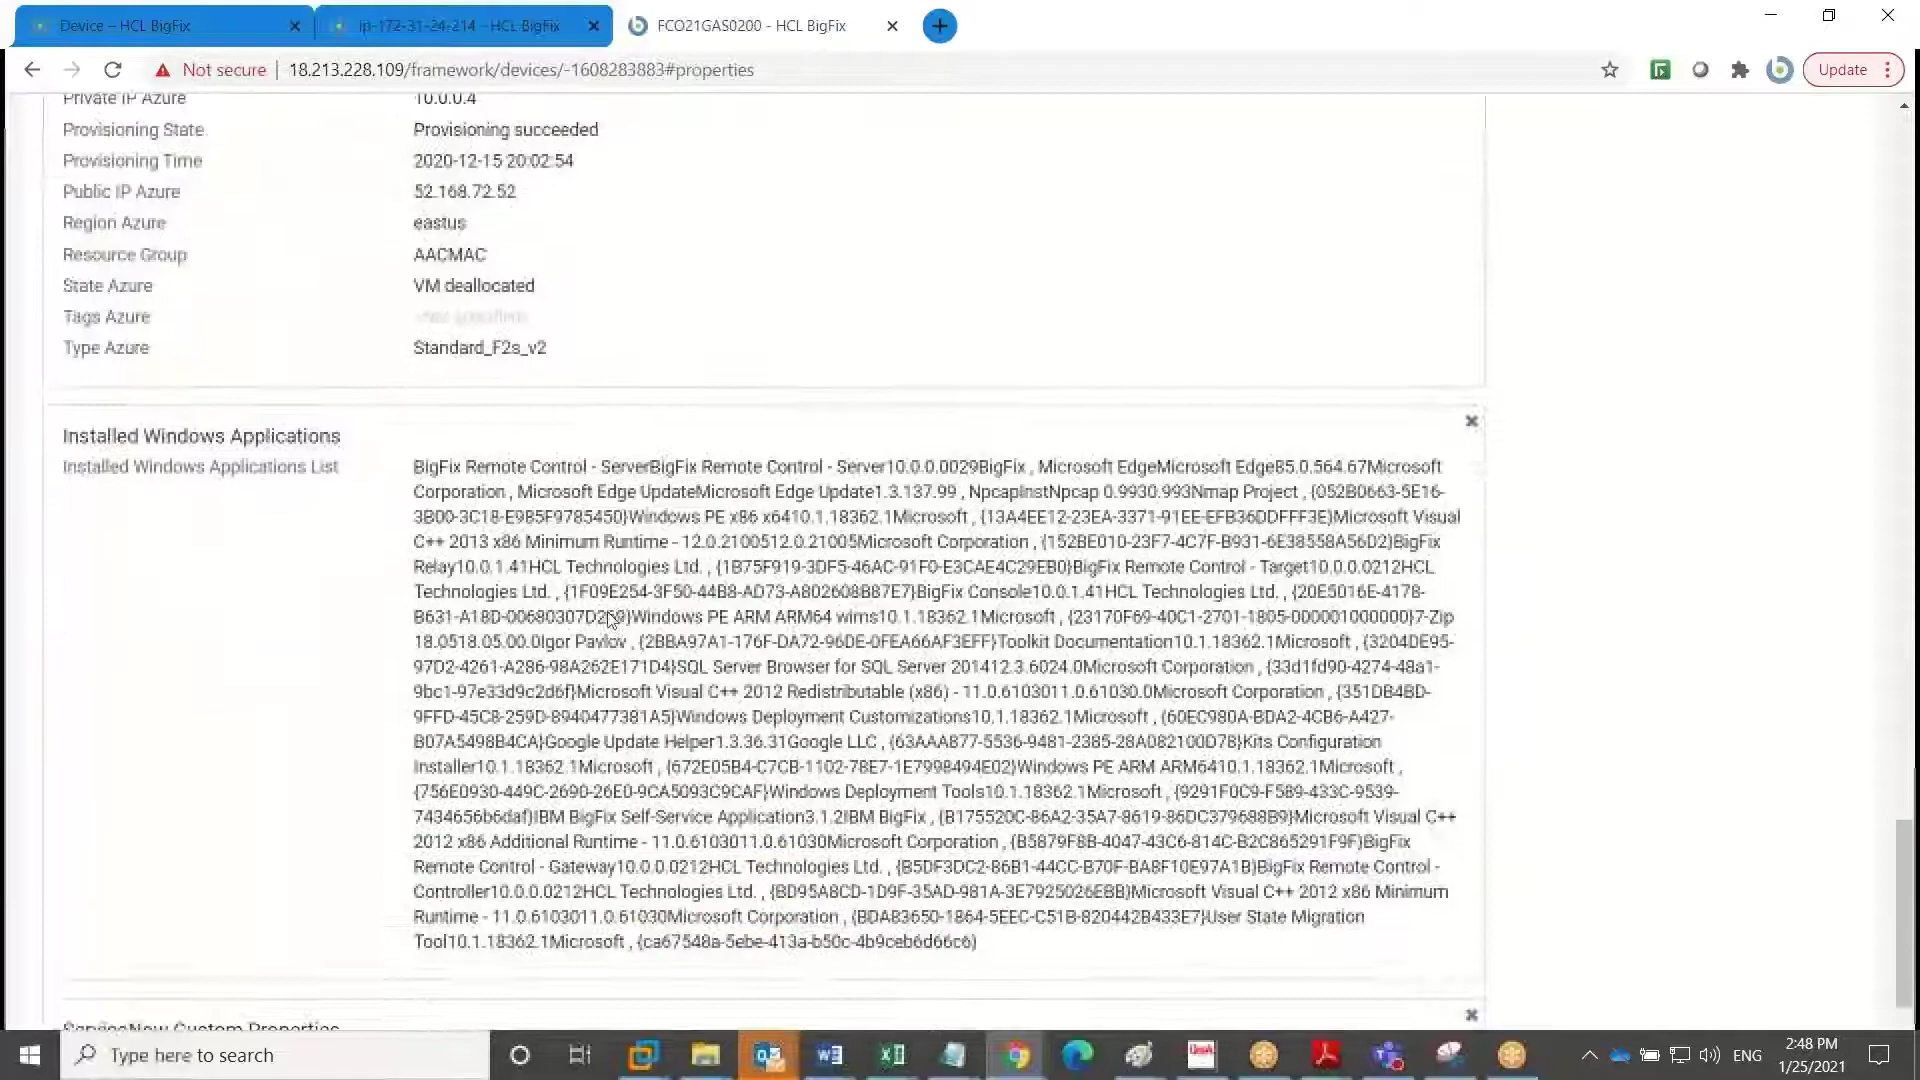 Device – HCL BigFix
ip-172-31-24-214 - HCL BigFix
FCO21GAS0200 - HCL BigFix
Not secure
18.213.228.109/framework/devices/-1608283883#properties
Update
Private IP Azure 10.0.0.4
Provisioning State Provisioning succeeded
Provisioning Time 2020-12-15 20:02:54
Public IP Azure 52.168.72.52
Region Azure eastus
Resource Group AACMAC
State Azure VM deallocated
Tags Azure
Type Azure Standard_F2s_v2
Installed Windows Applications
Installed Windows Applications List
BigFix Remote Control - ServerBigFix Remote Control - Server10.0.0.0029BigFix , Microsoft EdgeMicrosoft Edge85.0.564.67Microsoft
Corporation , Microsoft Edge UpdateMicrosoft Edge Update1.3.137.99 , NpcapInstNpcap 0.9930.993Nmap Project , {052B0663-5E16-
3B00-3C18-E985F9785450}Windows PE x86 x6410.1.18362.1Microsoft , {13A4EE12-23EA-3371-91EE-EFB36DDFFF3E}Microsoft Visual
C++ 2013 x86 Minimum Runtime - 12.0.2100512.0.21005Microsoft Corporation , {152BE010-23F7-4C7F-B931-6E38558A56D2}BigFix
Relay10.0.1.41HCL Technologies Ltd. , {1B75F919-3DF5-46AC-91F0-E3CAE4C29EB0}BigFix Remote Control - Target10.0.0.0212HCL
Technologies Ltd. , {1F09E254-3F50-44B8-AD73-A802608B87E7}BigFix Console10.0.1.41HCL Technologies Ltd. , {20E5016E-4178-
Windows PE ARM ARM64 wims10.1.18362.1Microsoft , {23170F69-40C1-2701-1805-000001000000}7-Zip
18.0518.05.00.0Igor Pavlov , {2BBA97A1-176F-DA72-96DE-0FEA66AF3EFF}Toolkit Documentation10.1.18362.1Microsoft , {3204DE95-
97D2-4261-A286-98A262E171D4}SQL Server Browser for SQL Server 201412.3.6024.0Microsoft Corporation , {33d1fd90-4274-48a1-
9bc1-97e33d9c2d6f}Microsoft Visual C++ 2012 Redistributable (x86) - 11.0.6103011.0.61030.0Microsoft Corporation , {351DB4BD-
9FFD-45C8-259D-8940477381A5}Windows Deployment Customizations10.1.18362.1Microsoft , {60EC980A-BDA2-4CB6-A427-
B07A5498B4CA}Google Update Helper1.3.36.31Google LLC , {63AAA877-5536-9481-2385-28A082100D78}Kits Configuration
Installer10.1.18362.1Microsoft , {672E05B4-C7CB-1102-78E7-1E7998494E02}Windows PE ARM ARM6410.1.18362.1Microsoft ,
{756E0930-449C-2690-26E0-9CA5093C9CAF}Windows Deployment Tools10.1.18362.1Microsoft , {9291F0C9-F589-433C-9539-
7434656b6daf}IBM BigFix Self-Service Application3.1.2IBM BigFix , {B175520C-86A2-35A7-8619-86DC379688B9}Microsoft Visual C++
2012 x86 Additional Runtime - 11.0.6103011.0.61030Microsoft Corporation , {B5879F8B-4047-43C6-814C-B2C865291F9F}BigFix
Remote Control - Gateway10.0.0.0212HCL Technologies Ltd. , {B5DF3DC2-86B1-44CC-B70F-BA8F10E97A1B}BigFix Remote Control -
Controller10.0.0.0212HCL Technologies Ltd. , {BD95A8CD-1D9F-35AD-981A-3E7925026EBB}Microsoft Visual C++ 2012 x86 Minimum
Runtime - 11.0.6103011.0.61030Microsoft Corporation , {BDA83650-1864-5EEC-C51B-820442B433E7}User State Migration
Tool10.1.18362.1Microsoft , {ca67548a-5ebe-413a-b50c-4b9ceb6d66c6}
ServiceNow Custom Properties
Type here to search
ENG
2:48 PM
1/25/2021